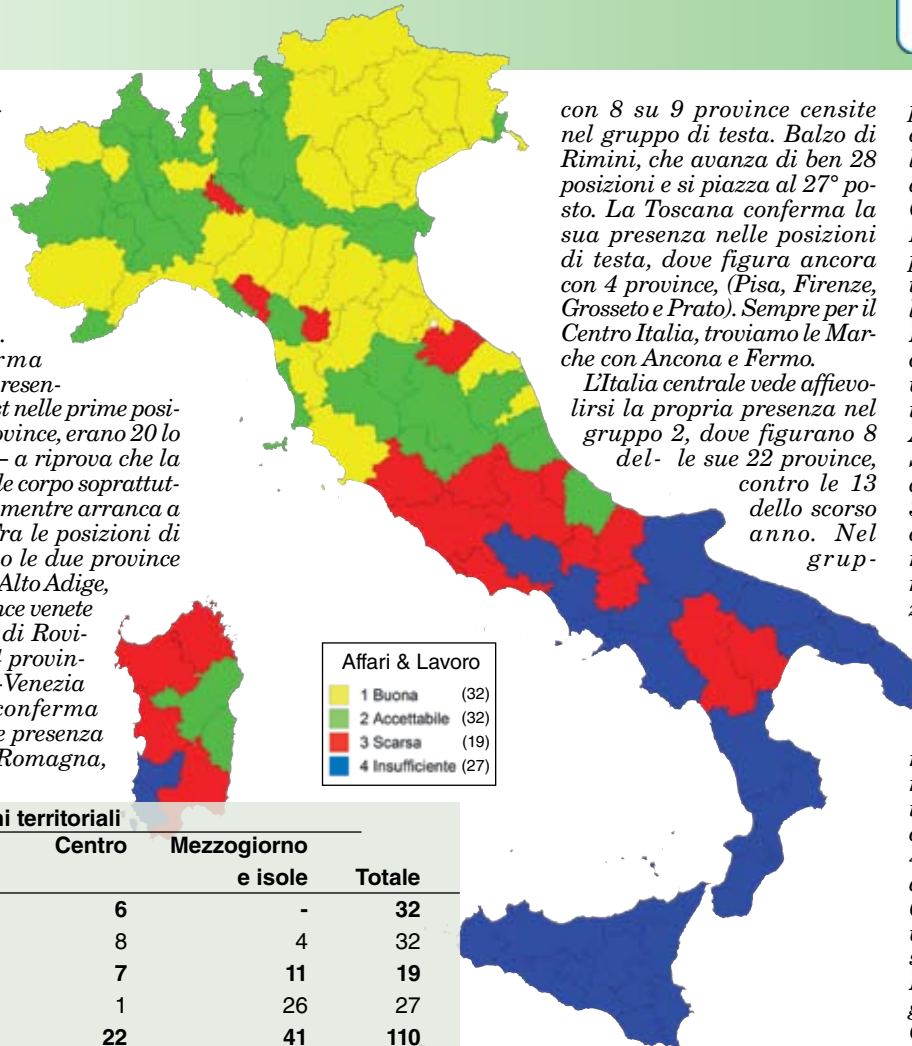 rma
resen-
st nelle prime posi-
ovince, erano 20 lo
– a riprova che la
de corpo soprattut-
mentre arranca a
Tra le posizioni di
no le due province
Alto Adige,
nce venete
di Rovi-
4 provin-
-Venezia
conferma
e presenza
Romagna,
con 8 su 9 province censite
nel gruppo di testa. Balzo di
Rimini, che avanza di ben 28
posizioni e si piazza al 27° po-
sto. La Toscana conferma la
sua presenza nelle posizioni
di testa, dove figura ancora
con 4 province, (Pisa, Firenze,
Grosseto e Prato). Sempre per il
Centro Italia, troviamo le Mar-
che con Ancona e Fermo.
L'Italia centrale vede affievo-
lirsi la propria presenza nel
gruppo 2, dove figurano 8
del- le sue 22 province,
contro le 13
dello scorso
anno. Nel
grup-
Affari & Lavoro
1 Buona (32)
2 Accettabile (32)
3 Scarsa (19)
4 Insufficiente (27)
ni territoriali
Centro Mezzogiorno
e isole Totale
6 - 32
8 4 32
7 11 19
1 26 27
22 41 110